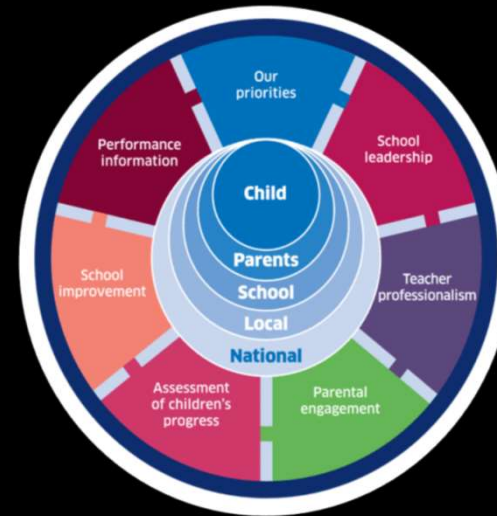 Our
priorities
School
leadership
Teacher
professionalism
Parental
engagement
Assessment
of children's
progress
School
improvement
Performance
information
Child
Parents
School
Local
National